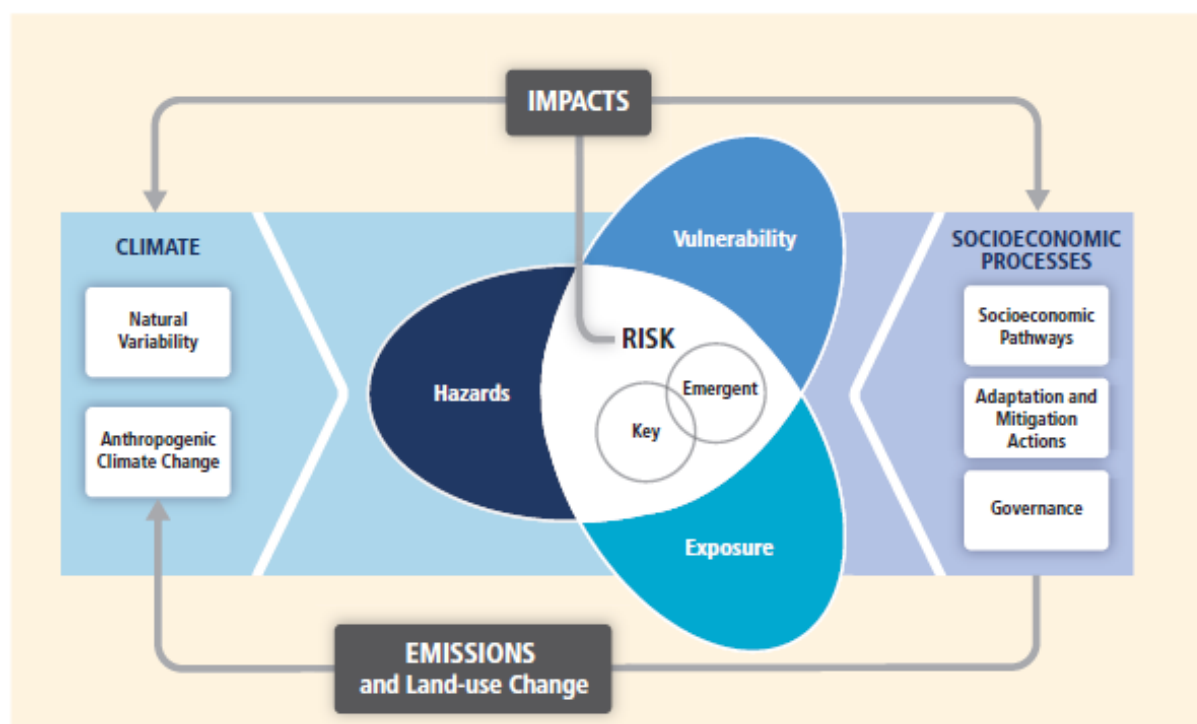 IMPACTS
CLIMATE
Natural
Variability
Anthropogenic
Climate Change
Vulnerability
Hazards
RISK
Emergent
Key
Exposure
SOCIOECONOMIC
PROCESSES
Socioeconomic
Pathways
Adaptation and
Mitigation
Actions
Governance
EMISSIONS
and Land-use Change